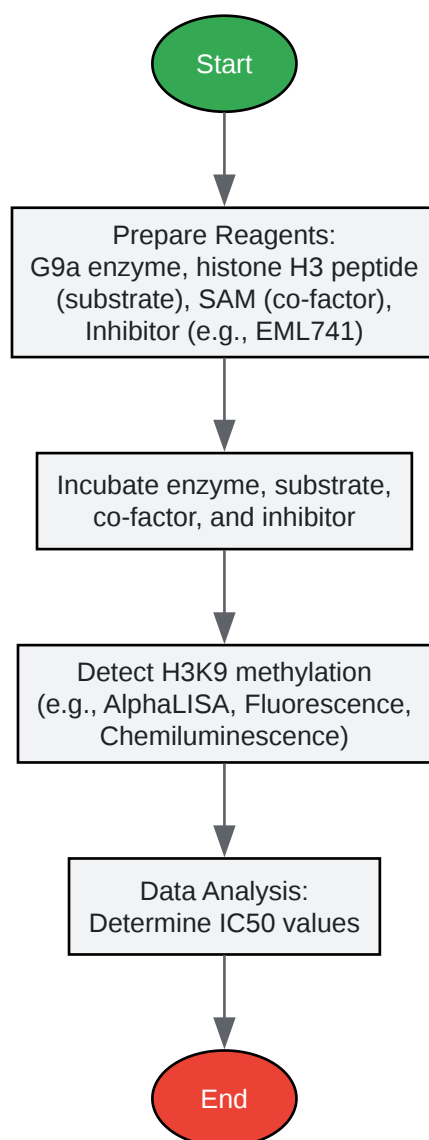 Start
Prepare Reagents:
G9a enzyme, histone H3 peptide
(substrate), SAM (co-factor),
Inhibitor (e.g., EML741)
Incubate enzyme, substrate,
co-factor, and inhibitor
Detect H3K9 methylation
(e.g., AlphaLISA, Fluorescence,
Chemiluminescence)
Data Analysis:
Determine IC50 values
End